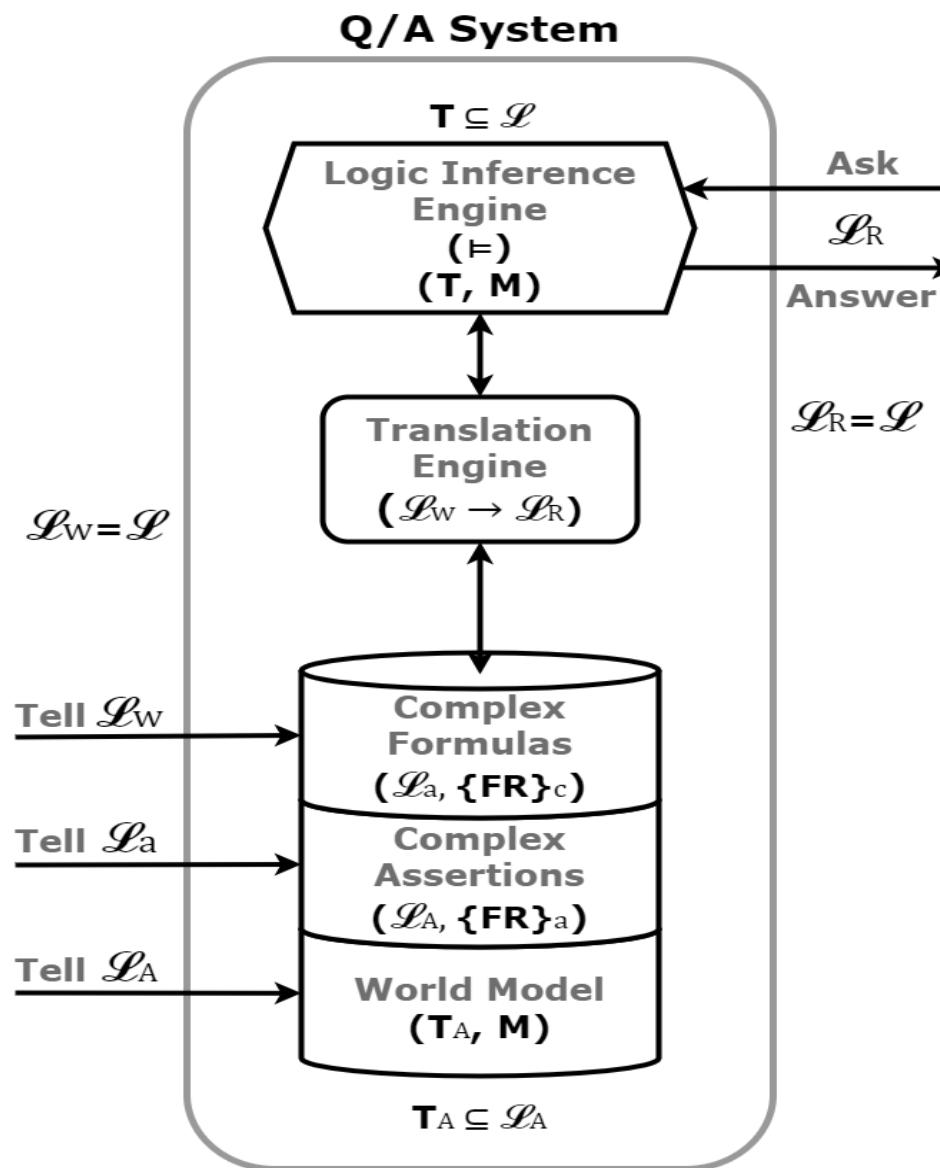 Q/A System
T ⊆ ℒ
Logic Inference
Engine
(⊨)
(T, M)
Ask
ℒR
Answer
Translation
Engine
(ℒW → ℒR)
ℒR=ℒ
ℒW=ℒ
Tell ℒW
Complex
Formulas
(ℒa, {FR}c)
Tell ℒa
Complex
Assertions
(ℒA, {FR}a)
Tell ℒA
World Model
(TA, M)
TA ⊆ ℒA